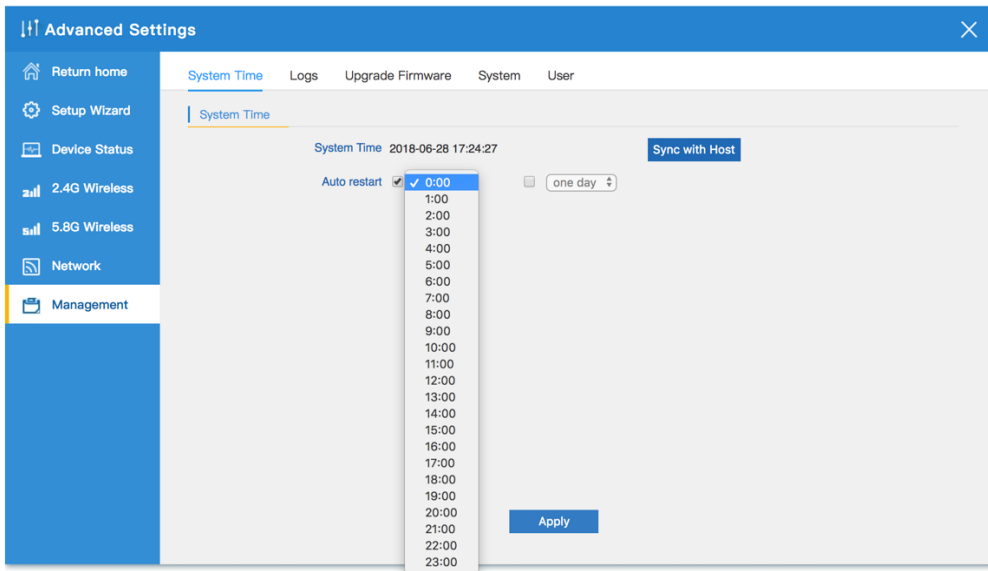 Advanced Settings
Return home
Setup Wizard
Device Status
2.4G Wireless
5.8G Wireless
Network
Management
System Time Logs Upgrade Firmware System User
System Time
System Time 2018-06-28 17:24:27 Sync with Host
Auto restart 0:00 one day
1:00
2:00
3:00
4:00
5:00
6:00
7:00
8:00
9:00
10:00
11:00
12:00
13:00
14:00
15:00
16:00
17:00
18:00
19:00
20:00
21:00
22:00
23:00
Apply